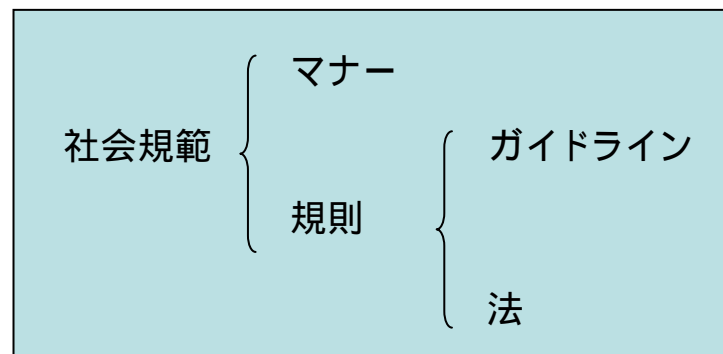 マナー
社会規範
ガイドライン
規則
法